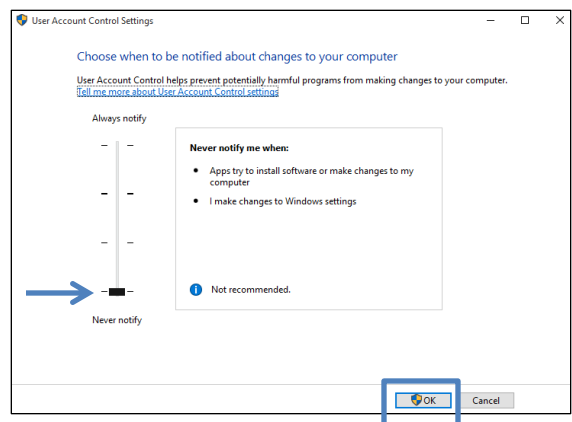 User Account Control Settings
Choose when to be notified about changes to your computer
User Account Control helps prevent potentially harmful programs from making changes to your computer.
Tell me more about User Account Control settings
Always notify
Never notify me when:
• Apps try to install software or make changes to my
computer
• I make changes to Windows settings
Not recommended.
Never notify
OK
Cancel